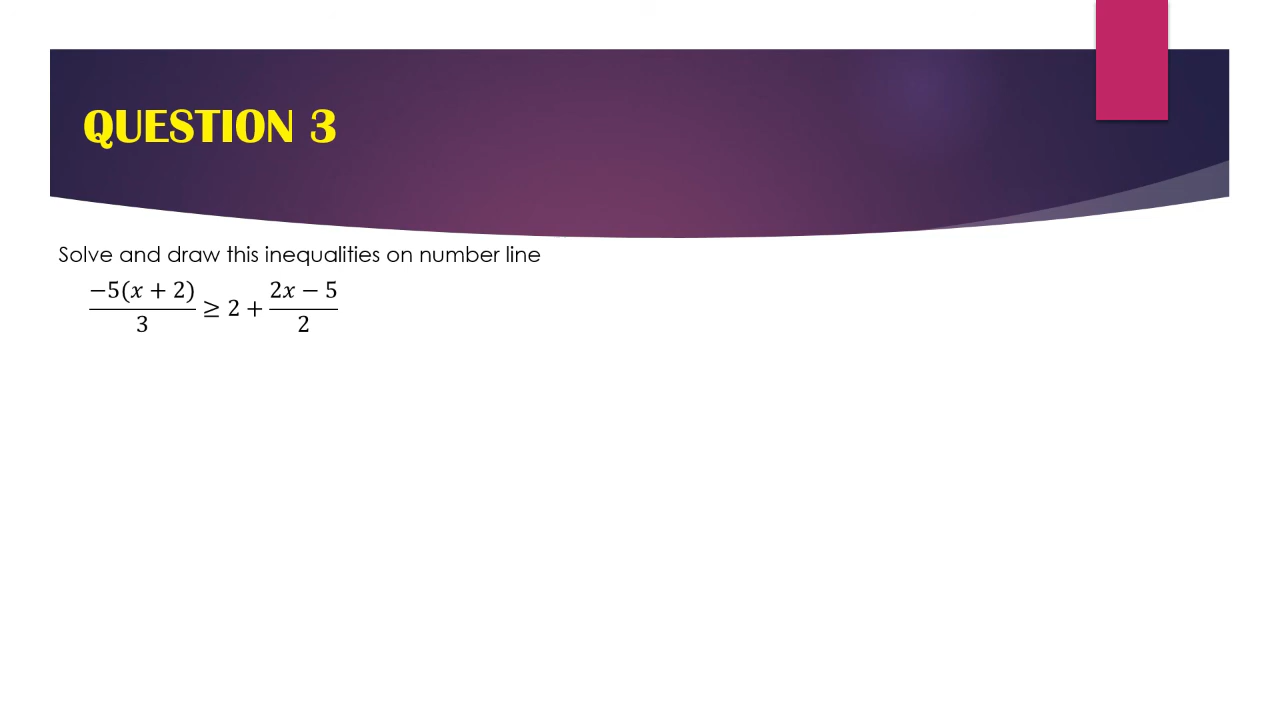 QUESTION 3
Solve and draw this inequalities on number line
−5(x + 2)/3 ≥ 2 + 2x − 5/2